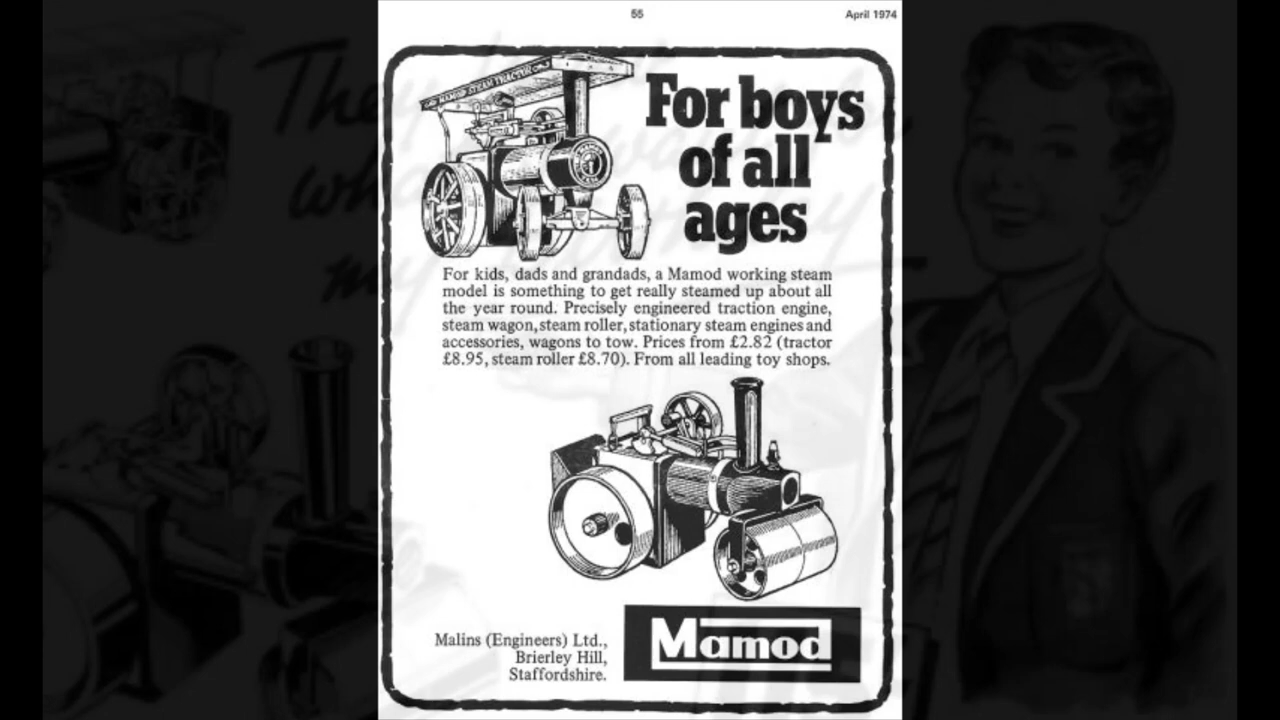 55
April 1974
MAMOD STEAM TRACTOR
For boys
of all
ages
For kids, dads and grandads, a Mamod working steam
model is something to get really steamed up about all
the year round. Precisely engineered traction engine,
steam wagon, steam roller, stationary steam engines and
accessories, wagons to tow. Prices from £2.82 (tractor
£8.95, steam roller £8.70). From all leading toy shops.
Malins (Engineers) Ltd.,
Brierley Hill,
Staffordshire.
Mamod